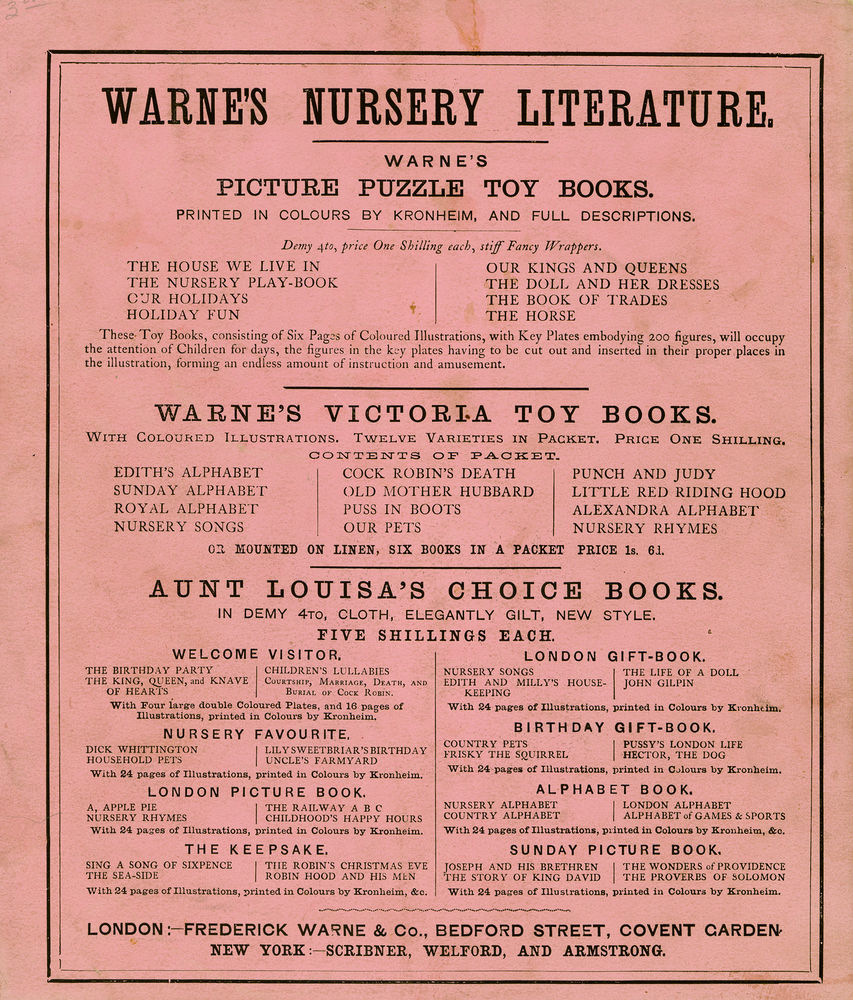 WARNE'S NURSERY LITERATURE.
WARNE'S
PICTURE PUZZLE TOY BOOKS.
PRINTED IN COLOURS BY KRONHEIM, AND FULL DESCRIPTIONS.
Demy 4to, price One Shilling each, stiff Fancy Wrappers.
THE HOUSE WE LIVE IN
THE NURSERY PLAY-BOOK
OUR HOLIDAYS
HOLIDAY FUN
OUR KINGS AND QUEENS
THE DOLL AND HER DRESSES
THE BOOK OF TRADES
THE HORSE
These Toy Books, consisting of Six Pages of Coloured Illustrations, with Key Plates embodying 200 figures, will occupy
the attention of Children for days, the figures in the key plates having to be cut out and inserted in their proper places in
the illustration, forming an endless amount of instruction and amusement.
WARNE'S VICTORIA TOY BOOKS.
WITH COLOURED ILLUSTRATIONS. TWELVE VARIETIES IN PACKET. PRICE ONE SHILLING.
CONTENTS OF PACKET.
EDITH'S ALPHABET
SUNDAY ALPHABET
ROYAL ALPHABET
NURSERY SONGS
COCK ROBIN'S DEATH
OLD MOTHER HUBBARD
PUSS IN BOOTS
OUR PETS
PUNCH AND JUDY
LITTLE RED RIDING HOOD
ALEXANDRA ALPHABET
NURSERY RHYMES
OR MOUNTED ON LINEN, SIX BOOKS IN A PACKET PRICE 1s. 6d.
AUNT LOUISA'S CHOICE BOOKS.
IN DEMY 4TO, CLOTH, ELEGANTLY GILT, NEW STYLE.
FIVE SHILLINGS EACH.
WELCOME VISITOR.
THE BIRTHDAY PARTY
THE KING, QUEEN, and KNAVE
OF HEARTS
CHILDREN'S LULLABIES
COURTSHIP, MARRIAGE, DEATH, AND
BURIAL OF COCK ROBIN.
With Four large double Coloured Plates, and 16 pages of
Illustrations, printed in Colours by Kronheim.
NURSERY FAVOURITE.
DICK WHITTINGTON
HOUSEHOLD PETS
LILY SWEETBRIAR'S BIRTHDAY
UNCLE'S FARMYARD
With 24 pages of Illustrations, printed in Colours by Kronheim.
LONDON PICTURE BOOK.
A, APPLE PIE
NURSERY RHYMES
THE RAILWAY A B C
CHILDHOOD'S HAPPY HOURS
With 24 pages of Illustrations, printed in Colours by Kronheim.
THE KEEPSAKE.
SING A SONG OF SIXPENCE
THE SEA-SIDE
THE ROBIN'S CHRISTMAS EVE
ROBIN HOOD AND HIS MEN
With 24 pages of Illustrations, printed in Colours by Kronheim, &c.
LONDON GIFT-BOOK.
NURSERY SONGS
EDITH AND MILLY'S HOUSE-
KEEPING
THE LIFE OF A DOLL
JOHN GILPIN
With 24 pages of Illustrations, printed in Colours by Kronheim.
BIRTHDAY GIFT-BOOK.
COUNTRY PETS
FRISKY THE SQUIRREL
PUSSY'S LONDON LIFE
HECTOR, THE DOG
With 24 pages of Illustrations, printed in Colours by Kronheim.
ALPHABET BOOK.
NURSERY ALPHABET
COUNTRY ALPHABET
LONDON ALPHABET
ALPHABET of GAMES & SPORTS
With 24 pages of Illustrations, printed in Colours by Kronheim, &c.
SUNDAY PICTURE BOOK.
JOSEPH AND HIS BRETHREN
THE STORY OF KING DAVID
THE WONDERS of PROVIDENCE
THE PROVERBS OF SOLOMON
With 24 pages of Illustrations, printed in Colours by Kronheim.
LONDON:—FREDERICK WARNE & Co., BEDFORD STREET, COVENT GARDEN.
NEW YORK:—SCRIBNER, WELFORD, AND ARMSTRONG.